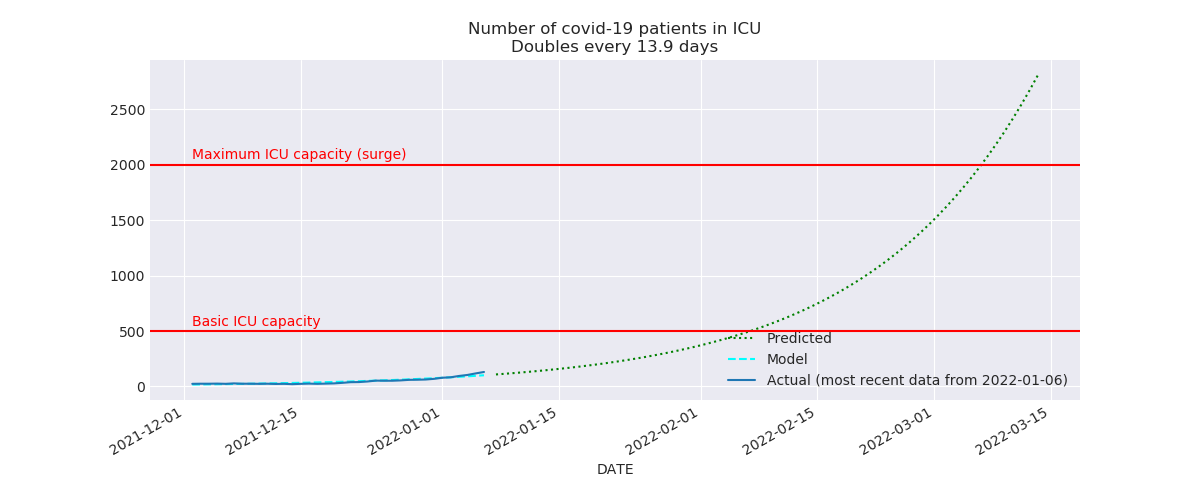 Number of covid-19 patients in ICU
Doubles every 13.9 days
2500
Maximum ICU capacity (surge)
2000
1500
1000
Basic ICU capacity
500
Predicted
Model
0
Actual (most recent data from 2022-01-06)
2021-12-01
2021-12-15
2022-01-01
2022-01-15
2022-02-01
2022-02-15
2022-03-01
2022-03-15
DATE